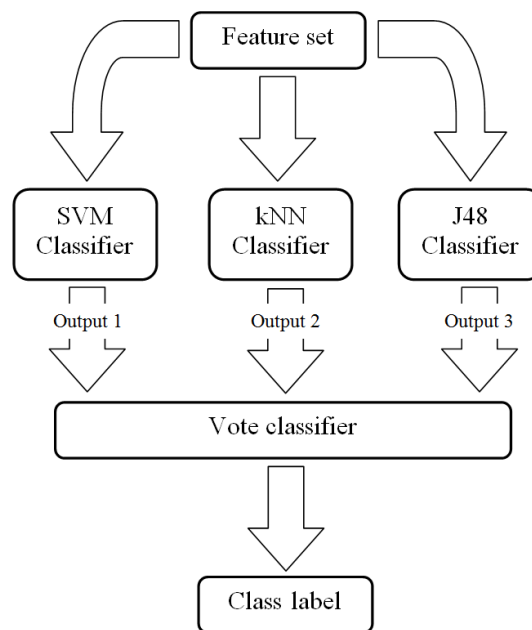 Feature set
SVM
Classifier
kNN
Classifier
J48
Classifier
Output 1
Output 2
Output 3
Vote classifier
Class label